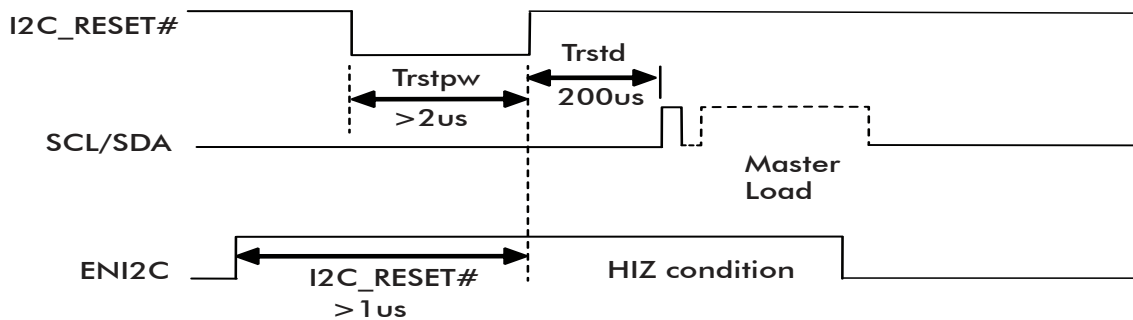 I2C_RESET#
Trstd
Trstpw
200us
>2us
SCL/SDA
Master
Load
ENI2C
I2C_RESET#
HIZ condition
>1us